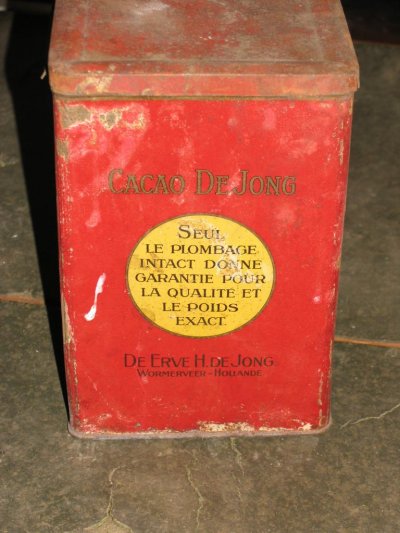 CACAO DE JONG
SEUL
LE PLOMBAGE
INTACT DONNE
GARANTIE POUR
LA QUALITÉ ET
LE POIDS
EXACT.
DE ERVE H. DE JONG
WORMERVEER - HOLLANDE